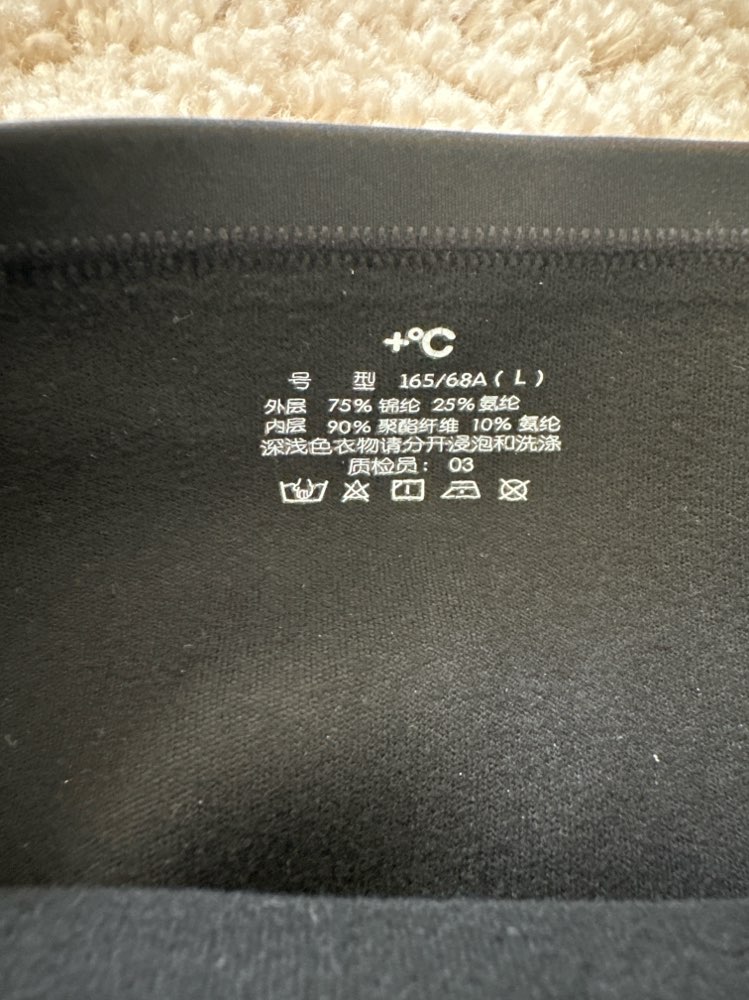 +°C
号 型 165/68A ( L )
外层 75% 锦纶 25% 氨纶
内层 90% 聚酯纤维 10% 氨纶
深浅色衣物请分开浸泡和洗涤
质检员： 03